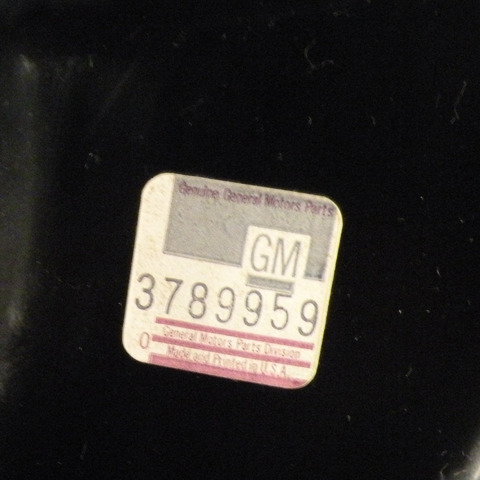 Genuine General Motors Parts
GM
3789959
General Motors Parts Division
0 Made and Printed in U.S.A.